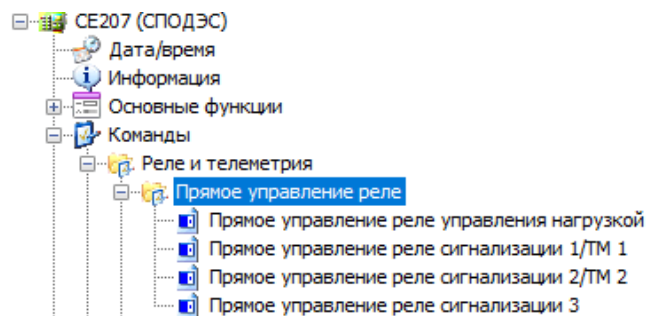 CE207 (СПОДЭС)
Дата/время
Информация
Основные функции
Команды
Реле и телеметрия
Прямое управление реле
Прямое управление реле управления нагрузкой
Прямое управление реле сигнализации 1/ТМ 1
Прямое управление реле сигнализации 2/ТМ 2
Прямое управление реле сигнализации 3